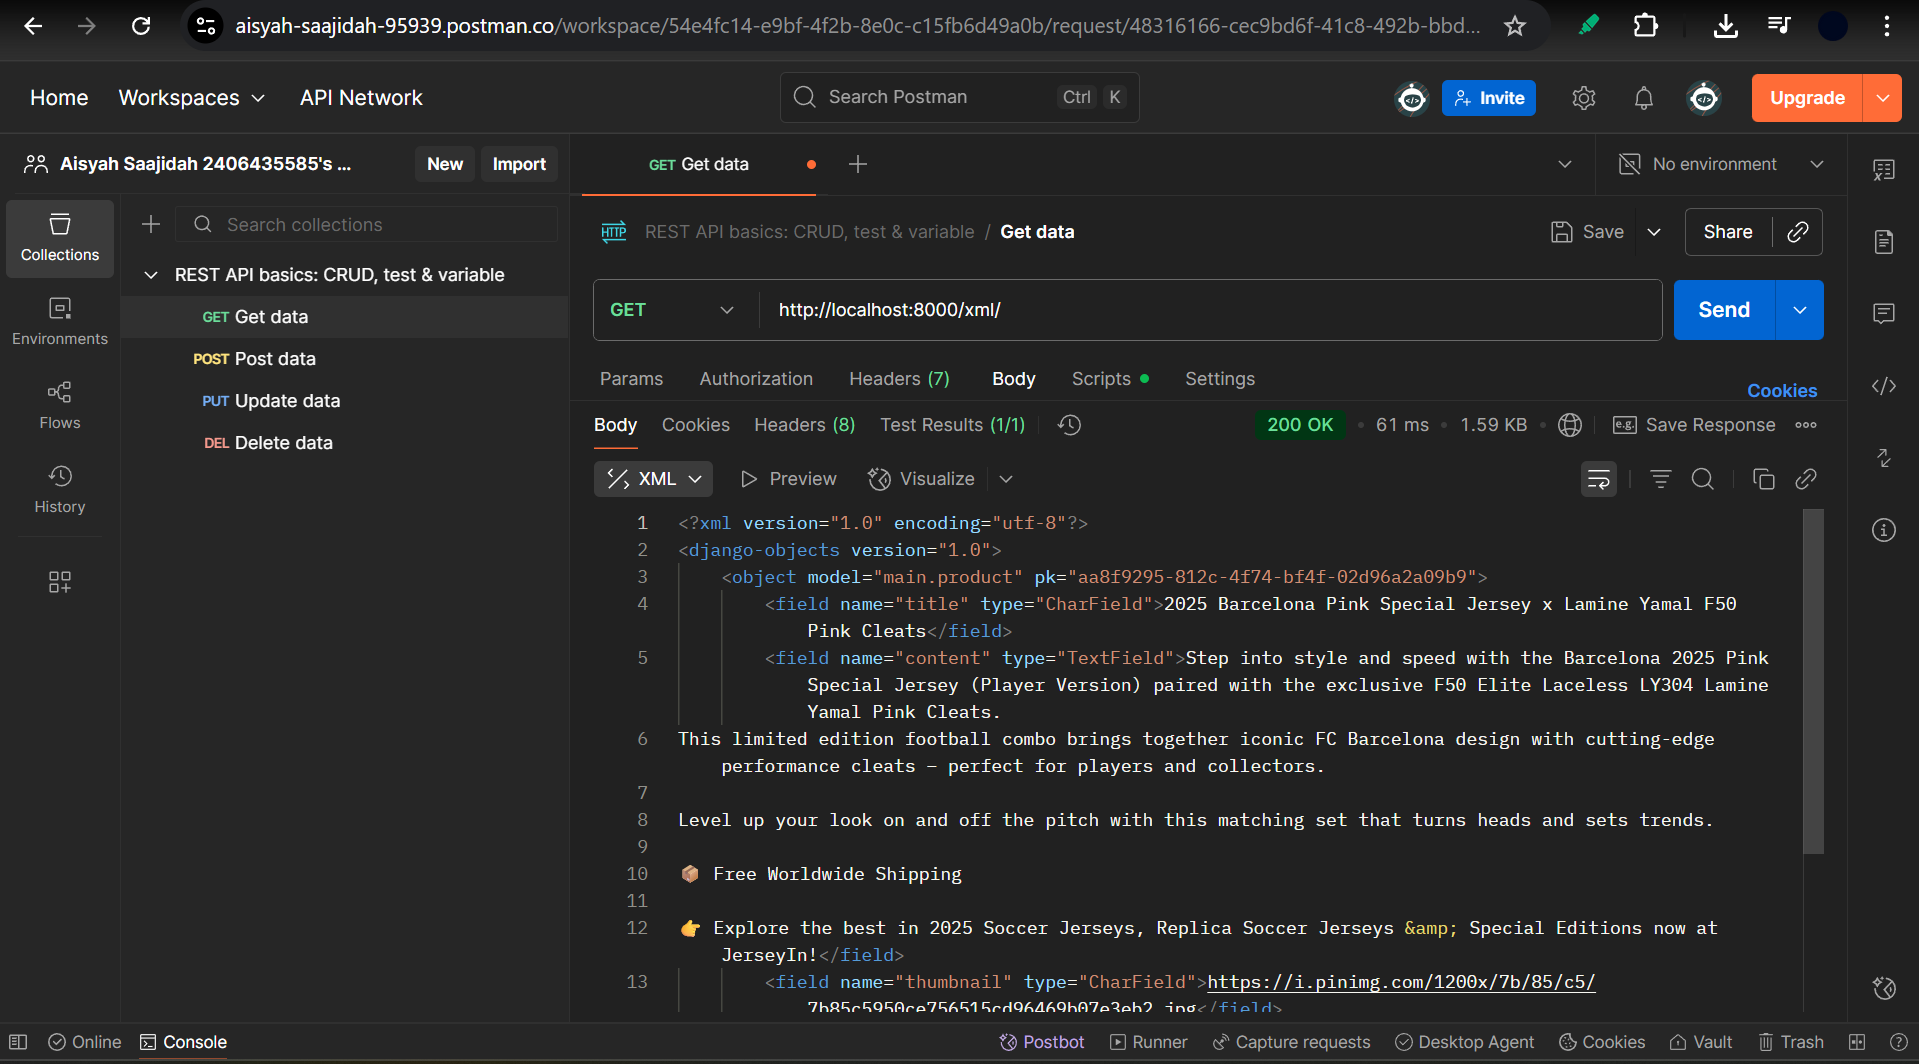 aisyah-saajidah-95939.postman.co/workspace/54e4fc14-e9bf-4f2b-8e0c-c15fb6d49a0b/request/48316166-cec9bd6f-41c8-492b-bbd...
Home Workspaces API Network
Search Postman Ctrl K
Invite
Upgrade
Aisyah Saajidah 2406435585's ...
New Import
GET Get data
No environment
Collections
Environments
Flows
History
Search collections
REST API basics: CRUD, test & variable
GET Get data
POST Post data
PUT Update data
DEL Delete data
HTTP REST API basics: CRUD, test & variable / Get data
Save Share
GET http://localhost:8000/xml/
Send
Params Authorization Headers (7) Body Scripts Settings
Cookies
Body Cookies Headers (8) Test Results (1/1)
200 OK • 61 ms • 1.59 KB • e.g. Save Response
XML Preview Visualize
1 <?xml version="1.0" encoding="utf-8"?>
2 <django-objects version="1.0">
3 <object model="main.product" pk="aa8f9295-812c-4f74-bf4f-02d96a2a09b9">
4 <field name="title" type="CharField">2025 Barcelona Pink Special Jersey x Lamine Yamal F50
Pink Cleats</field>
5 <field name="content" type="TextField">Step into style and speed with the Barcelona 2025 Pink
Special Jersey (Player Version) paired with the exclusive F50 Elite Laceless LY304 Lamine
Yamal Pink Cleats.
6 This limited edition football combo brings together iconic FC Barcelona design with cutting-edge
performance cleats – perfect for players and collectors.
7
8 Level up your look on and off the pitch with this matching set that turns heads and sets trends.
9
10 📦 Free Worldwide Shipping
11
12 👉 Explore the best in 2025 Soccer Jerseys, Replica Soccer Jerseys &amp; Special Editions now at
JerseyIn!</field>
13 <field name="thumbnail" type="CharField">https://i.pinimg.com/1200x/7b/85/c5/
7b85c5950ce756515cd96469b07e3eb2.jpg</field>
Online Console
Postbot Runner Capture requests Desktop Agent Cookies Vault Trash